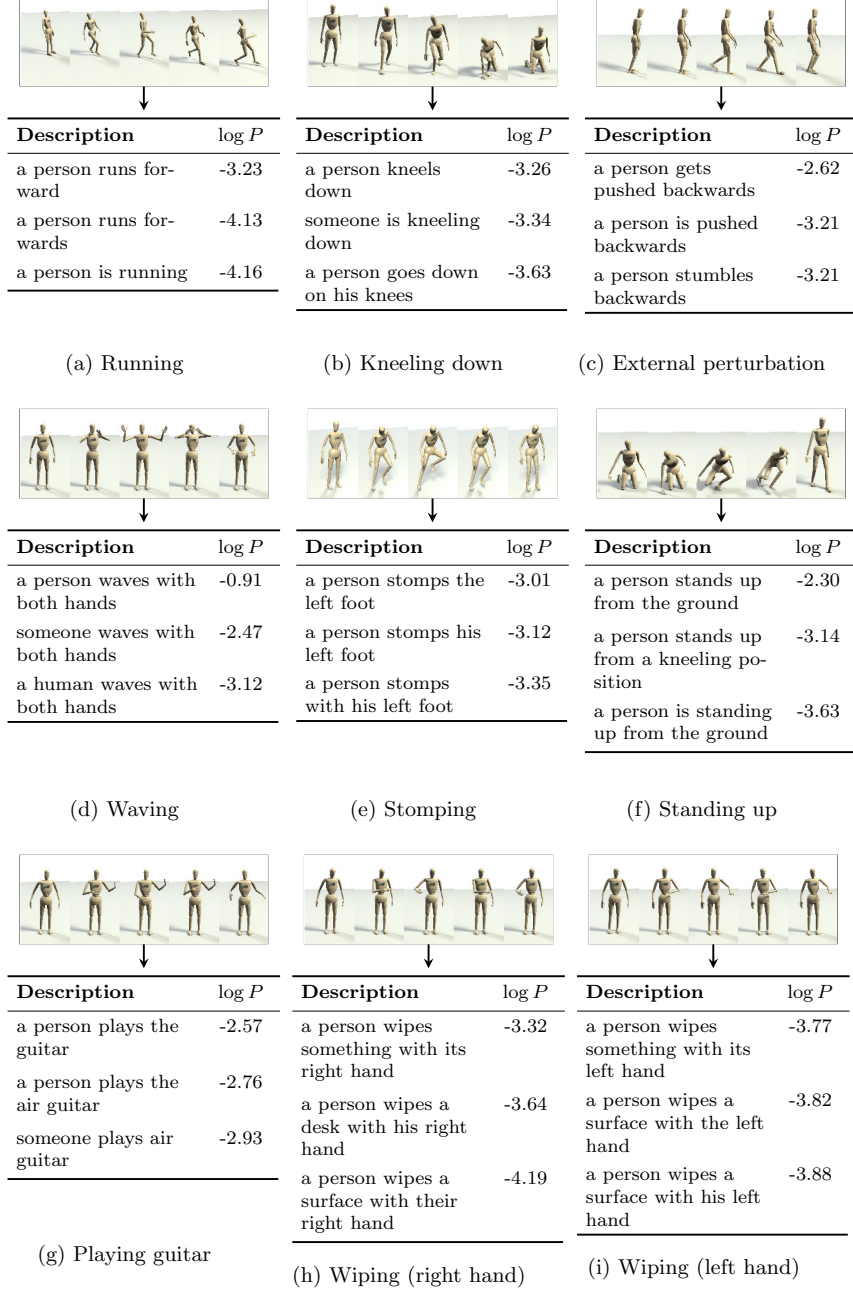 Description log P
a person runs for-
ward -3.23
a person runs for-
wards -4.13
a person is running -4.16
(a) Running
Description log P
a person kneels -3.26
down
someone is kneeling -3.34
down
a person goes down -3.63
on his knees
(b) Kneeling down
Description log P
a person gets -2.62
pushed backwards
a person is pushed -3.21
backwards
a person stumbles -3.21
backwards
(c) External perturbation
Description log P
a person waves with -0.91
both hands
someone waves with -2.47
both hands
a human waves with -3.12
both hands
(d) Waving
Description log P
a person stomps the -3.01
left foot
a person stomps his -3.12
left foot
a person stomps -3.35
with his left foot
(e) Stomping
Description log P
a person stands up -2.30
from the ground
a person stands up -3.14
from a kneeling po-
sition
a person is standing -3.63
up from the ground
(f) Standing up
Description log P
a person plays the -2.57
guitar
a person plays the -2.76
air guitar
someone plays air -2.93
guitar
(g) Playing guitar
Description log P
a person wipes -3.32
something with its
right hand
a person wipes a -3.64
desk with his right
hand
a person wipes a -4.19
surface with their
right hand
(h) Wiping (right hand)
Description log P
a person wipes -3.77
something with its
left hand
a person wipes a -3.82
surface with the left
hand
a person wipes a -3.88
surface with his left
hand
(i) Wiping (left hand)